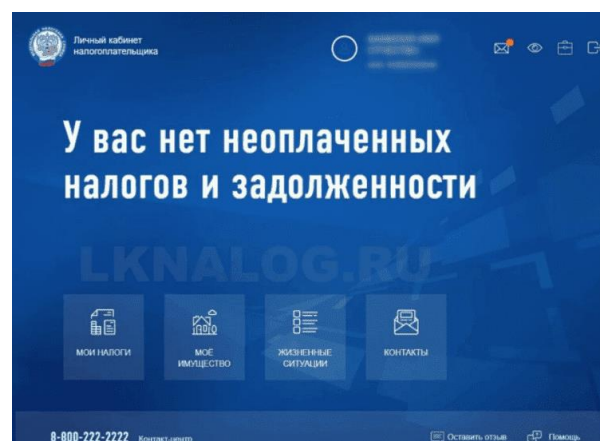 Личный кабинет
налогоплательщика
У вас нет неоплаченных
налогов и задолженности
LKNALOG.RU
МОИ НАЛОГИ
МОЁ
ИМУЩЕСТВО
ЖИЗНЕННЫЕ
СИТУАЦИИ
КОНТАКТЫ
8-800-222-2222 Контакт-центр
Оставить отзыв
Помощь